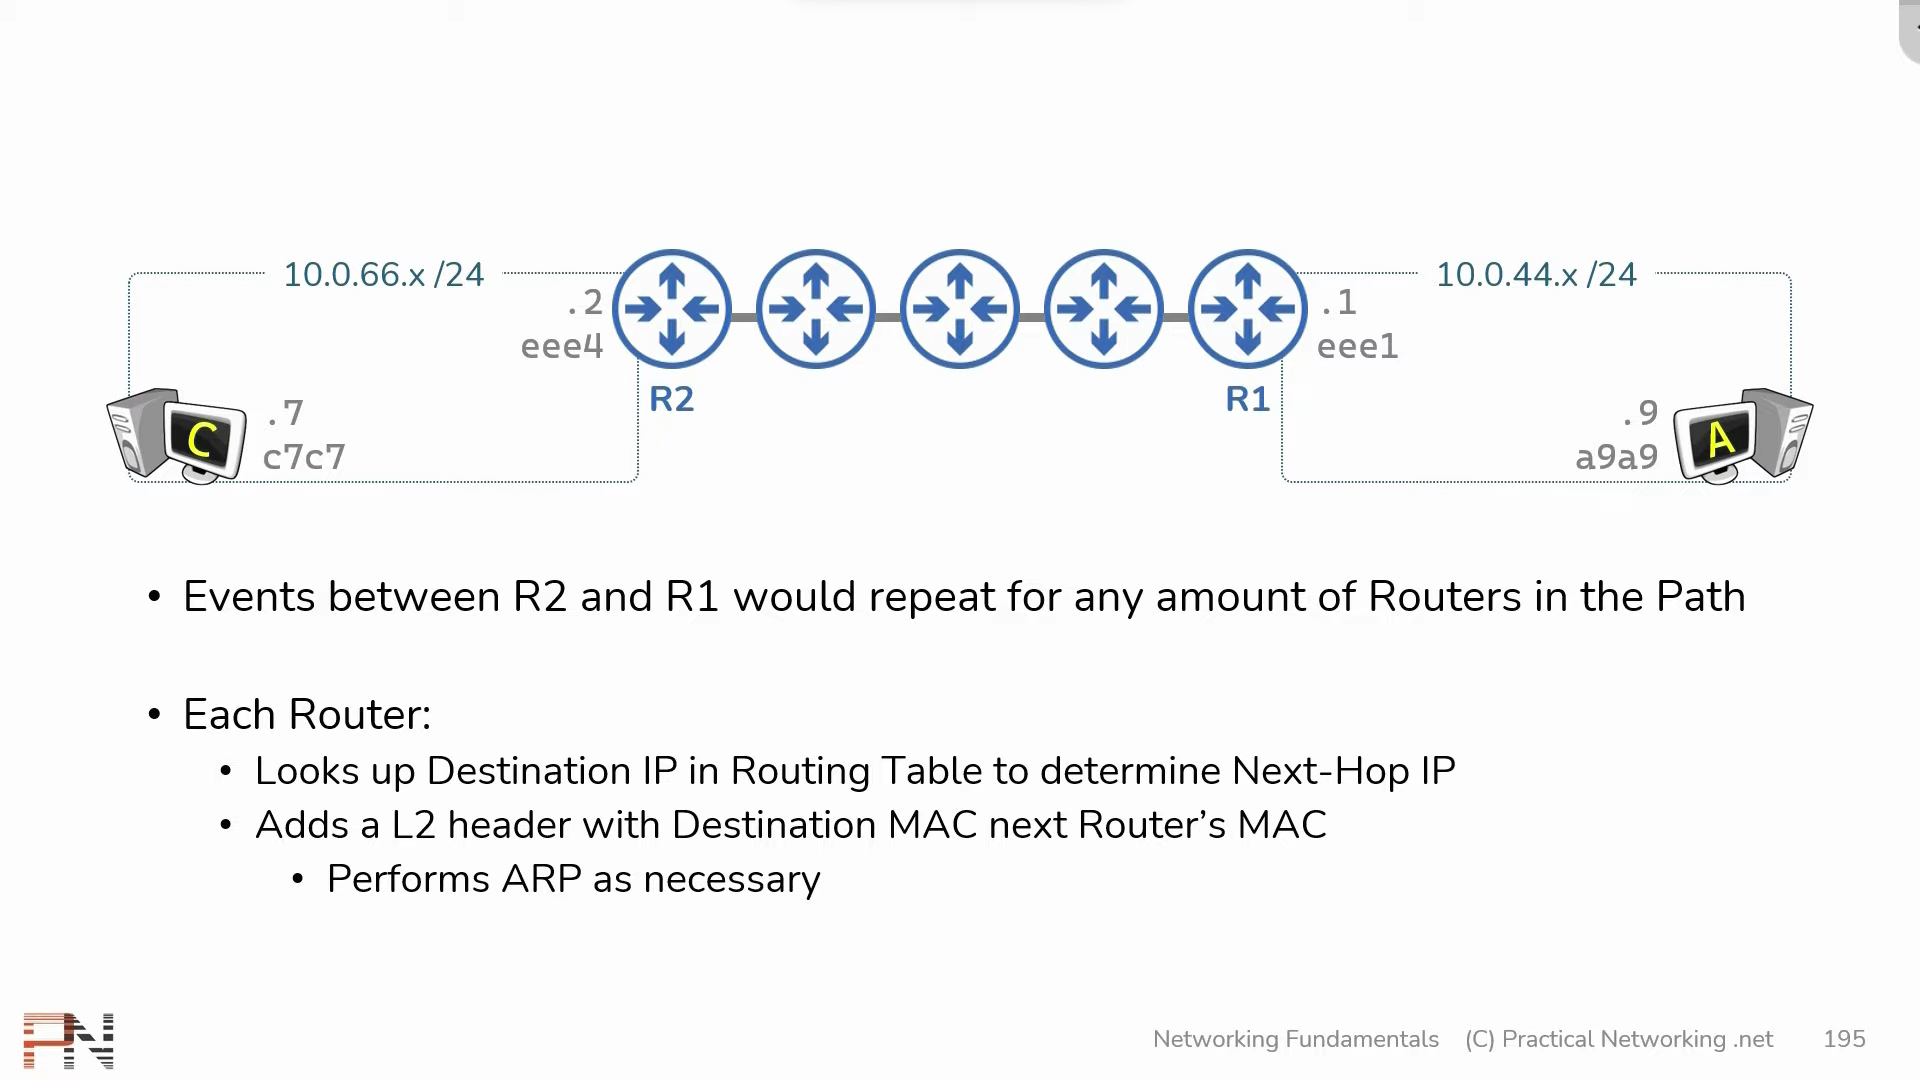 10.0.66.x /24
10.0.44.x /24
.2
eee4
.1
eee1
R2
R1
C
.7
c7c7
.9
a9a9
A
• Events between R2 and R1 would repeat for any amount of Routers in the Path
• Each Router:
• Looks up Destination IP in Routing Table to determine Next-Hop IP
• Adds a L2 header with Destination MAC next Router's MAC
• Performs ARP as necessary
PN
Networking Fundamentals (C) Practical Networking .net 195